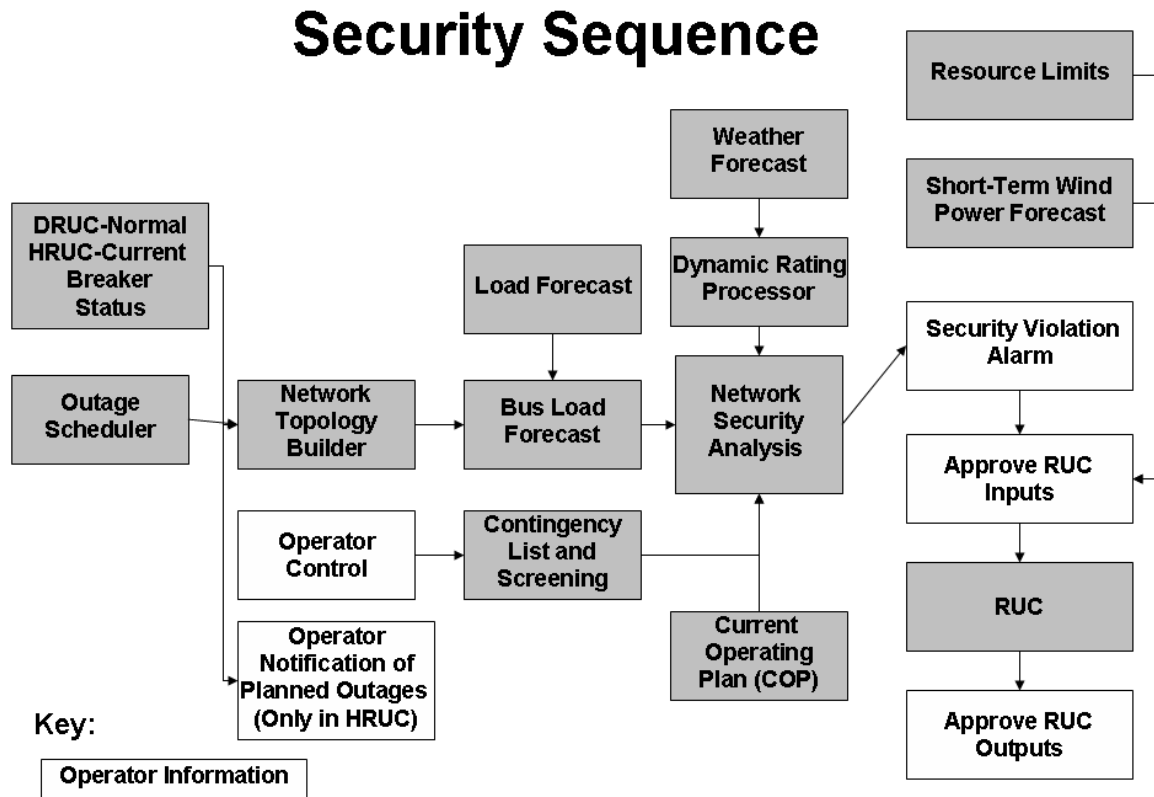 Security Sequence
Resource Limits
Weather
Forecast
Short-Term Wind
Power Forecast
DRUC-Normal
HRUC-Current
Breaker
Status
Load Forecast
Dynamic Rating
Processor
Security Violation
Alarm
Outage
Scheduler
Network
Topology
Builder
Bus Load
Forecast
Network
Security
Analysis
Approve RUC
Inputs
Operator
Control
Contingency
List and
Screening
RUC
Operator
Notification of
Planned Outages
(Only in HRUC)
Current
Operating
Plan (COP)
Approve RUC
Outputs
Key:
Operator Information